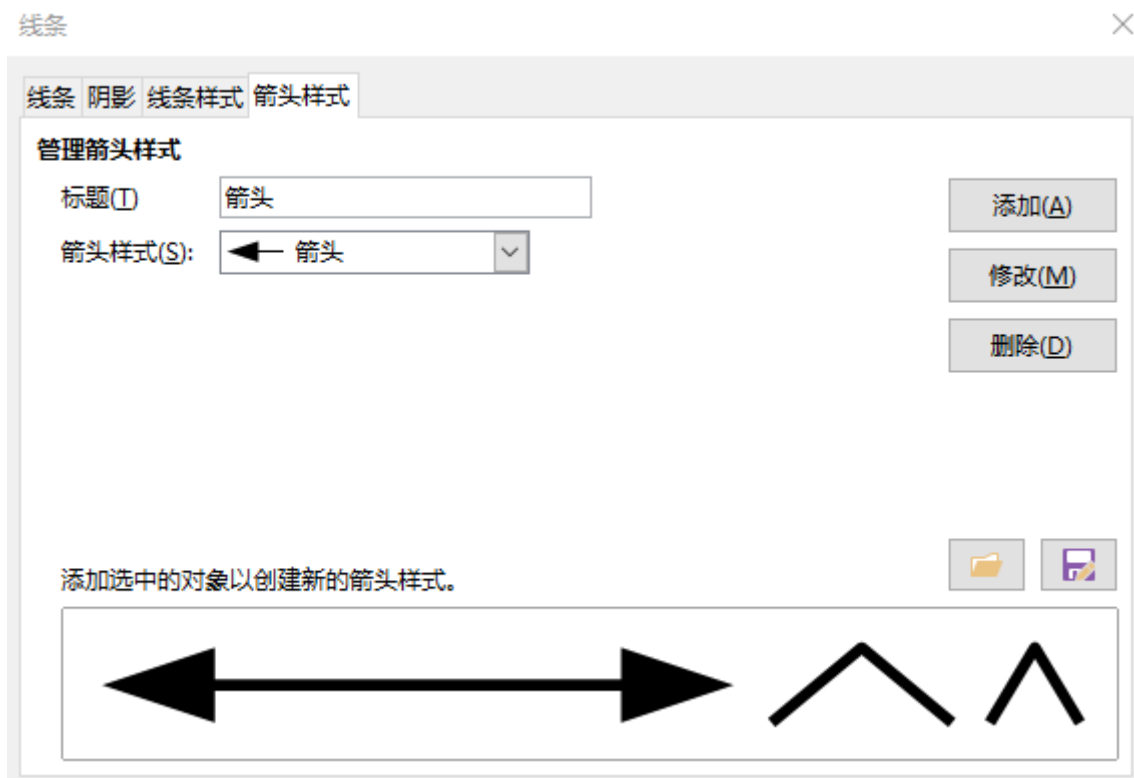 线条
线条 阴影 线条样式 箭头样式
管理箭头样式
标题(T) 箭头 添加(A)
箭头样式(S): 箭头
修改(M)
删除(D)
添加选中的对象以创建新的箭头样式。